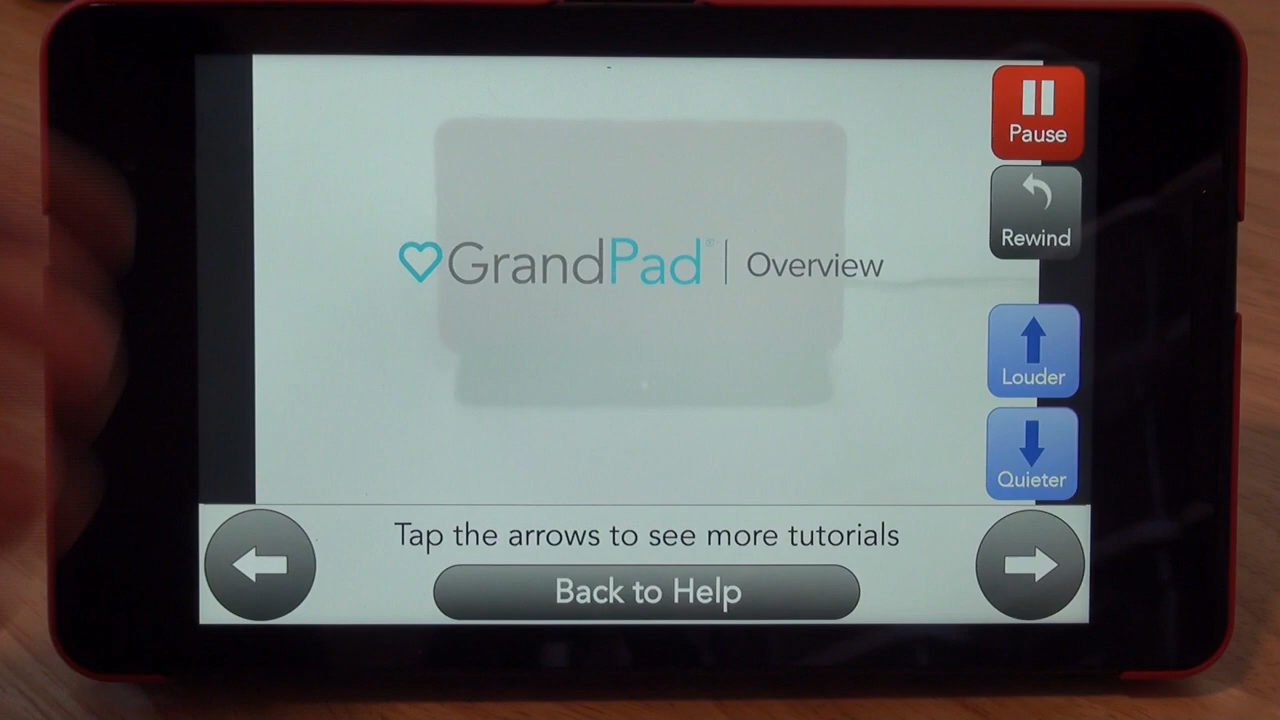 GrandPad® | Overview
Pause
Rewind
Louder
Quieter
Tap the arrows to see more tutorials
Back to Help